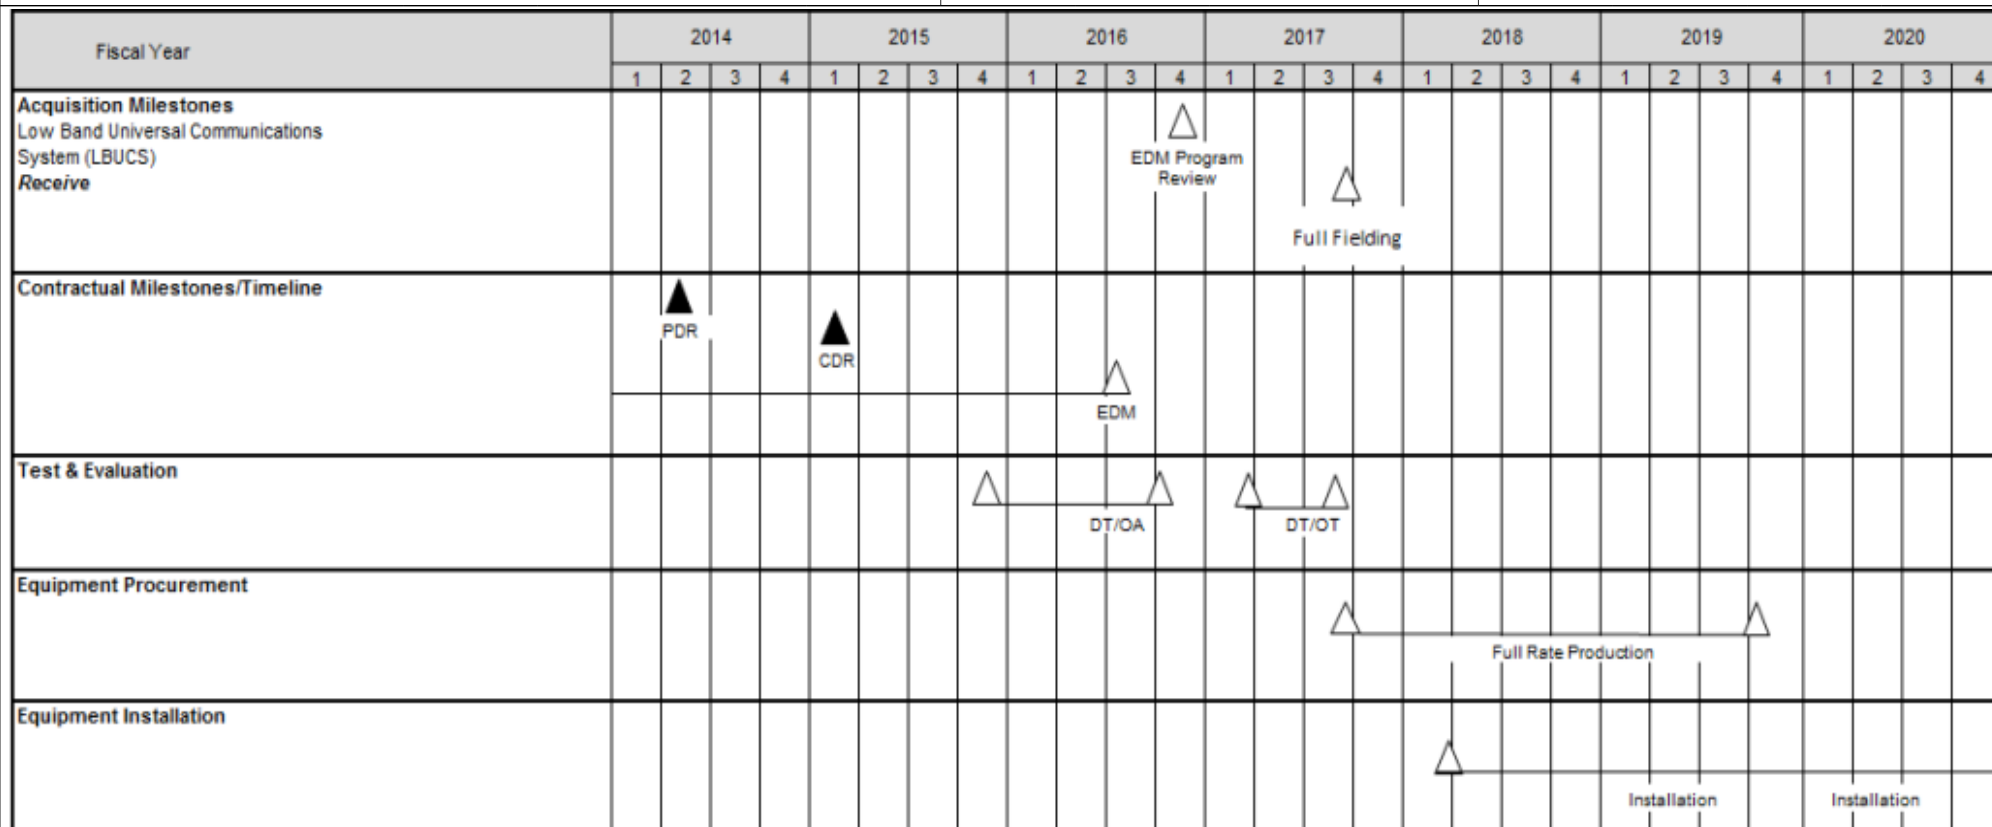 Fiscal Year
2014 2015 2016 2017 2018 2019 2020
1 2 3 4 1 2 3 4 1 2 3 4 1 2 3 4 1 2 3 4 1 2 3 4 1 2 3 4
Acquisition Milestones
Low Band Universal Communications
System (LBUCS)
Receive
EDM Program
Review
Full Fielding
Contractual Milestones/Timeline
PDR
CDR
EDM
Test & Evaluation
DT/OA DT/OT
Equipment Procurement
Full Rate Production
Equipment Installation
Installation Installation